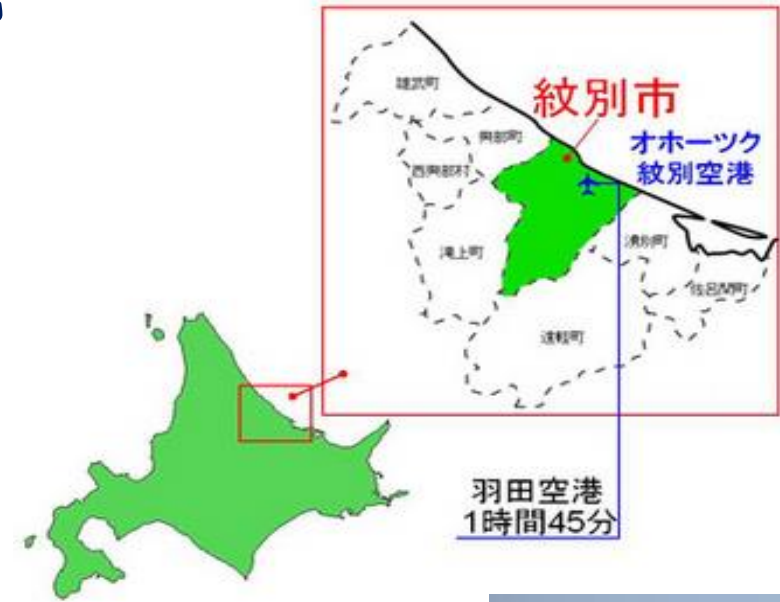 雄武町
紋別市
興部町
オホーツク
紋別空港
西興部村
湧別町
滝上町
佐呂間町
遠軽町
羽田空港
1時間45分